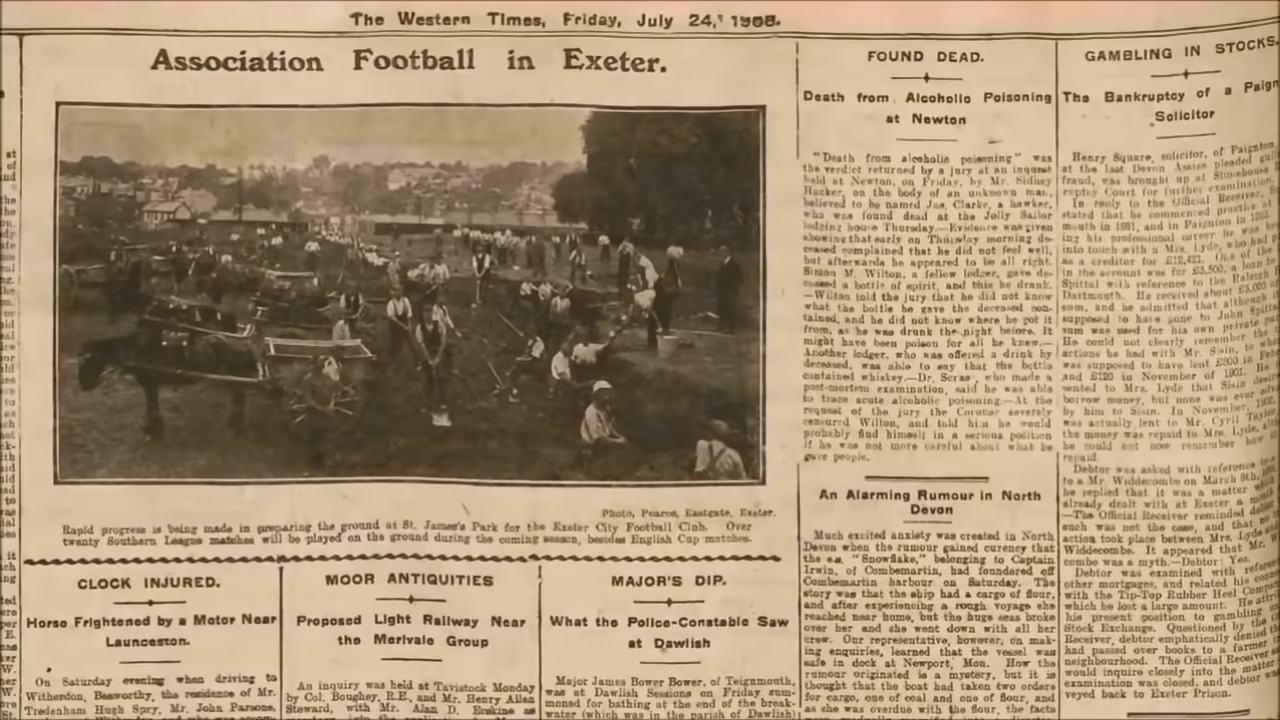 The Western Times, Friday, July 24, 1908.
Association Football in Exeter.
Photo, Pearce, Eastgate, Exeter.
Rapid progress is being made in preparing the ground at St. James's Park for the Exeter City Football Club. Over
twenty Southern League matches will be played on the ground during the coming season, besides English Cup matches.
CLOCK INJURED.
Horse Frightened by a Motor Near
Launceston.
On Saturday evening when driving to
Witherdon, Beaworthy, the residence of Mr.
Tredenham Hugh Spry, Mr. John Parsons,
MOOR ANTIQUITIES
Proposed Light Railway Near
the Merivale Group
An inquiry was held at Tavistock Monday
by Col. Boughey, R.E., and Mr. Henry Allen
Steward, with Mr. Alan D. Erskine as
MAJOR'S DIP.
What the Police-Constable Saw
at Dawlish
Major James Bower Bower, of Teignmouth,
was at Dawlish Sessions on Friday sum-
moned for bathing at the end of the break-
water (which was in the parish of Dawlish)
FOUND DEAD.
Death from Alcoholic Poisoning
at Newton
"Death from alcoholic poisoning" was
the verdict returned by a jury at an inquest
held at Newton, on Friday, by Mr. Sidney
Hacker, on the body of an unknown man,
believed to be named Jas. Clarke, a hawker,
who was found dead at the Jolly Sailor
lodging house Thursday.—Evidence was given
showing that early on Thursday morning de-
ceased complained that he did not feel well,
but afterwards he appeared to be all right.
Simon M. Wilton, a fellow lodger, gave de-
ceased a bottle of spirit, and this he drank.
—Wilton told the jury that he did not know
what the bottle he gave the deceased con-
tained, and he did not know where he got it
from, as he was drunk the night before. It
might have been poison for all he knew.—
Another lodger, who was offered a drink by
deceased, was able to say that the bottle
contained whiskey.—Dr. Scras, who made a
post-mortem examination, said he was able
to trace acute alcoholic poisoning.—At the
request of the jury the Coroner severely
censured Wilton, and told him he would
probably find himself in a serious position
if he was not more careful about what he
gave people.
An Alarming Rumour in North
Devon
Much excited anxiety was created in North
Devon when the rumour gained currency that
the s.s. "Snowflake," belonging to Captain
Irwin, of Combemartin, had foundered off
Combemartin harbour on Saturday. The
story was that the ship had a cargo of flour,
and after experiencing a rough voyage she
reached near home, but the huge seas broke
over her and she went down with all her
crew. Our representative, however, on mak-
ing enquiries, learned that the vessel was
safe in dock at Newport, Mon. How the
rumour originated is a mystery, but it is
thought that the boat had taken two orders
for cargo, one of coal and one of flour, and
as she was overdue with the flour, the facts
GAMBLING IN STOCKS.
The Bankruptcy of a Paign
Solicitor
Henry Square, solicitor, of Paignton,
at the last Devon Assize pleaded
fraud, was brought up at Stonehouse
ruptcy Court for further examination.
In reply to the Official Receiver,
stated that he commenced practice at
mouth in 1881, and in Paignton in
ing his professional career he was
into touch with a Mrs. Lyde, who had
as a creditor for £12,421. One of the
in the account was for £3,500, a loan to
Spittal with reference to the Raleigh
Dartmouth. He received about £3,000
sum, and he admitted that although
supposed to have gone to John
sum was used for his own private
He could not clearly remember the
actions he had with Mr. Sisin, to
was supposed to have lent £800 in
and £120 in November of 1901. He
sented to Mrs. Lyde that Sisin
borrow money, but none was ever
by him to Sisin. In November, 1902,
was actually lent to Mr. Cyril
the money was repaid to Mrs. Lyde,
he could not now remember how
repaid.
Debtor was asked with reference
to a Mr. Widdecombe on March 9th,
he replied that it was a matter
already dealt with at Exeter a
—The Official Receiver reminded
such was not the case, and that
action took place between Mrs. Lyde
Widdecombe. It appeared that Mr. W
combe was a myth.—Debtor: Yes.
Debtor was examined with
other mortgages, and related his
with the Tip-Top Rubber Heel
which he lost a large amount. He
his present position to gambling
Stock Exchange. Questioned by the
Receiver, debtor emphatically denied
had passed over books to a farmer
neighbourhood. The Official Receiver
would inquire closely into the matter
examination was closed, and debtor
veyed back to Exeter Prison.